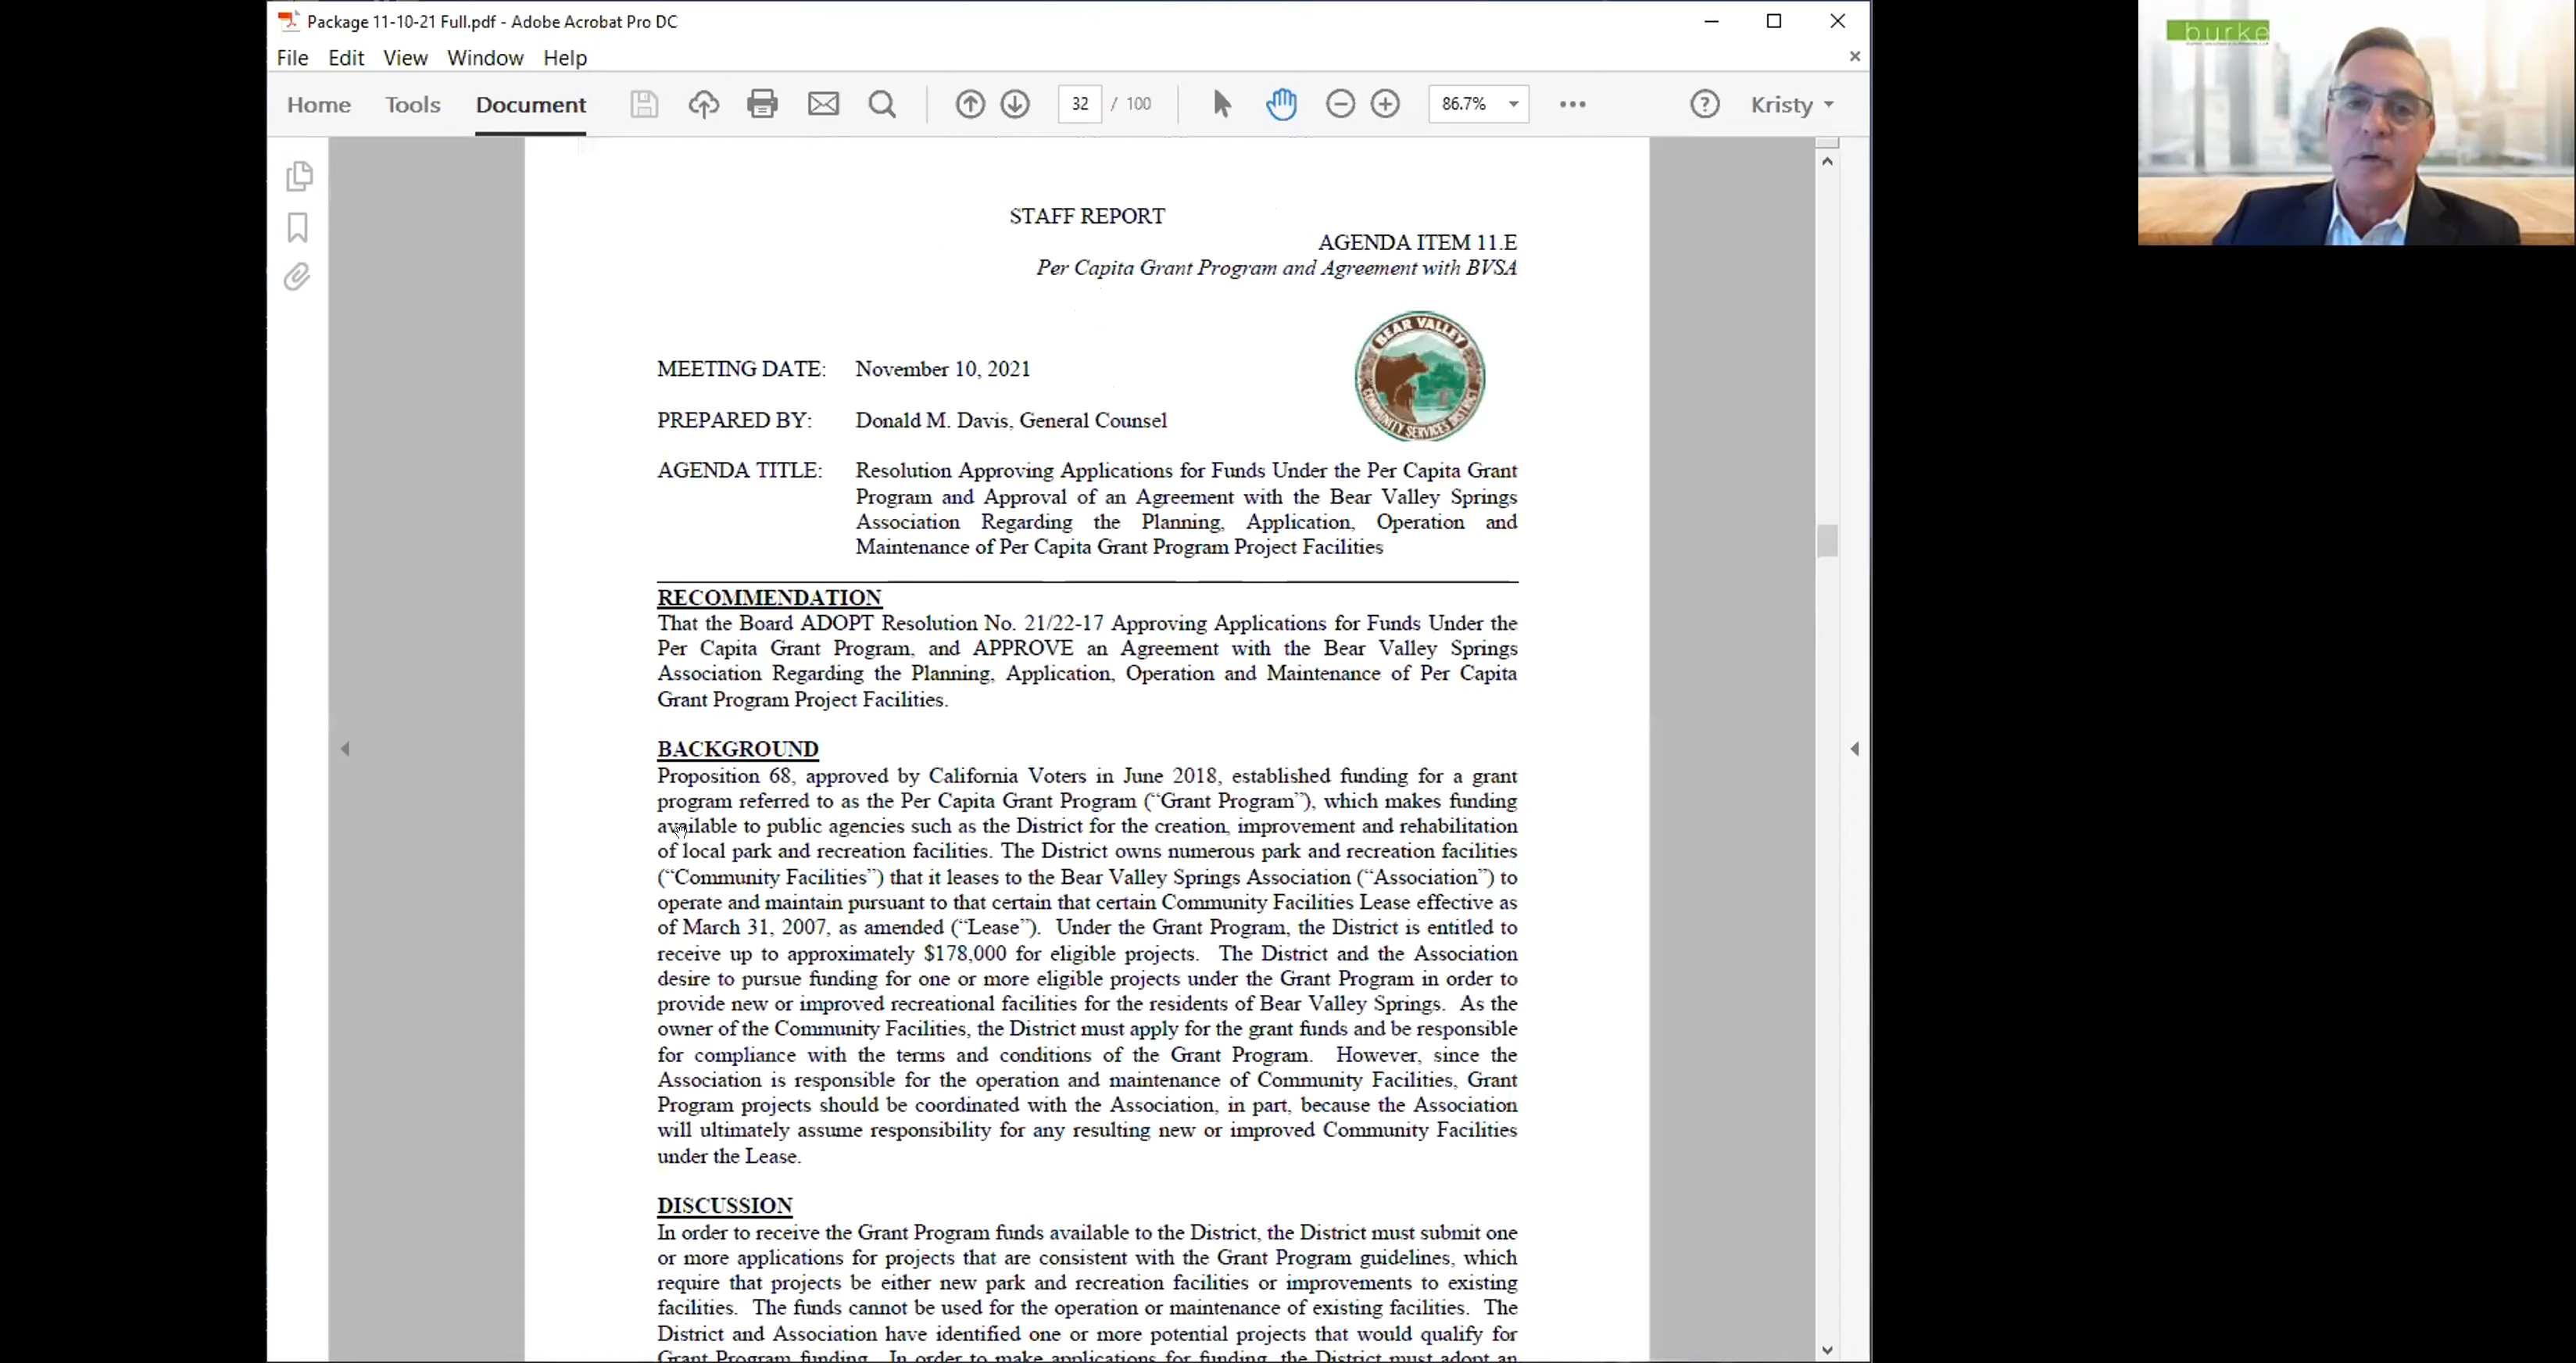 Package 11-10-21 Full.pdf - Adobe Acrobat Pro DC
File Edit View Window Help
Home Tools Document 32 / 100 86.7% Kristy
burke
STAFF REPORT
AGENDA ITEM 11.E
Per Capita Grant Program and Agreement with BVSA
BEAR VALLEY
COMMUNITY SERVICES DISTRICT
MEETING DATE: November 10, 2021
PREPARED BY: Donald M. Davis, General Counsel
AGENDA TITLE: Resolution Approving Applications for Funds Under the Per Capita Grant
Program and Approval of an Agreement with the Bear Valley Springs
Association Regarding the Planning, Application, Operation and
Maintenance of Per Capita Grant Program Project Facilities
RECOMMENDATION
That the Board ADOPT Resolution No. 21/22-17 Approving Applications for Funds Under the
Per Capita Grant Program, and APPROVE an Agreement with the Bear Valley Springs
Association Regarding the Planning, Application, Operation and Maintenance of Per Capita
Grant Program Project Facilities.
BACKGROUND
Proposition 68, approved by California Voters in June 2018, established funding for a grant
program referred to as the Per Capita Grant Program (“Grant Program”), which makes funding
available to public agencies such as the District for the creation, improvement and rehabilitation
of local park and recreation facilities. The District owns numerous park and recreation facilities
(“Community Facilities”) that it leases to the Bear Valley Springs Association (“Association”) to
operate and maintain pursuant to that certain that certain Community Facilities Lease effective as
of March 31, 2007, as amended (“Lease”). Under the Grant Program, the District is entitled to
receive up to approximately $178,000 for eligible projects. The District and the Association
desire to pursue funding for one or more eligible projects under the Grant Program in order to
provide new or improved recreational facilities for the residents of Bear Valley Springs. As the
owner of the Community Facilities, the District must apply for the grant funds and be responsible
for compliance with the terms and conditions of the Grant Program. However, since the
Association is responsible for the operation and maintenance of Community Facilities, Grant
Program projects should be coordinated with the Association, in part, because the Association
will ultimately assume responsibility for any resulting new or improved Community Facilities
under the Lease.
DISCUSSION
In order to receive the Grant Program funds available to the District, the District must submit one
or more applications for projects that are consistent with the Grant Program guidelines, which
require that projects be either new park and recreation facilities or improvements to existing
facilities. The funds cannot be used for the operation or maintenance of existing facilities. The
District and Association have identified one or more potential projects that would qualify for
Grant Program funding. In order to make applications for funding, the District must adopt an